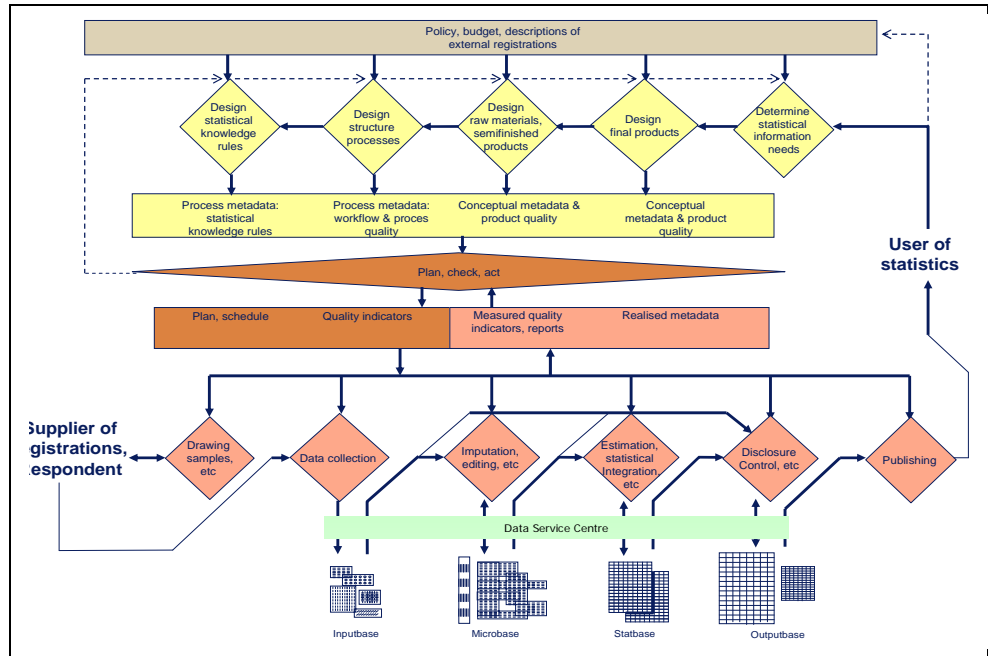 Policy, budget, descriptions of
external registrations
Design
statistical
knowledge
rules
Design
structure
processes
Design
raw materials,
semifinished
products
Design
final products
Determine
statistical
information
needs
Process metadata:
statistical
knowledge rules
Process metadata:
workflow & proces
quality
Conceptual metadata &
product quality
Conceptual
metadata & product
quality
User of
statistics
Plan, check, act
Plan, schedule
Quality indicators
Measured quality
indicators, reports
Realised metadata
Supplier of
egistrations,
espondent
Drawing
samples,
etc
Data collection
Imputation,
editing, etc
Estimation,
statistical
Integration,
etc
Disclosure
Control, etc
Publishing
Data Service Centre
Inputbase
Microbase
Statbase
Outputbase